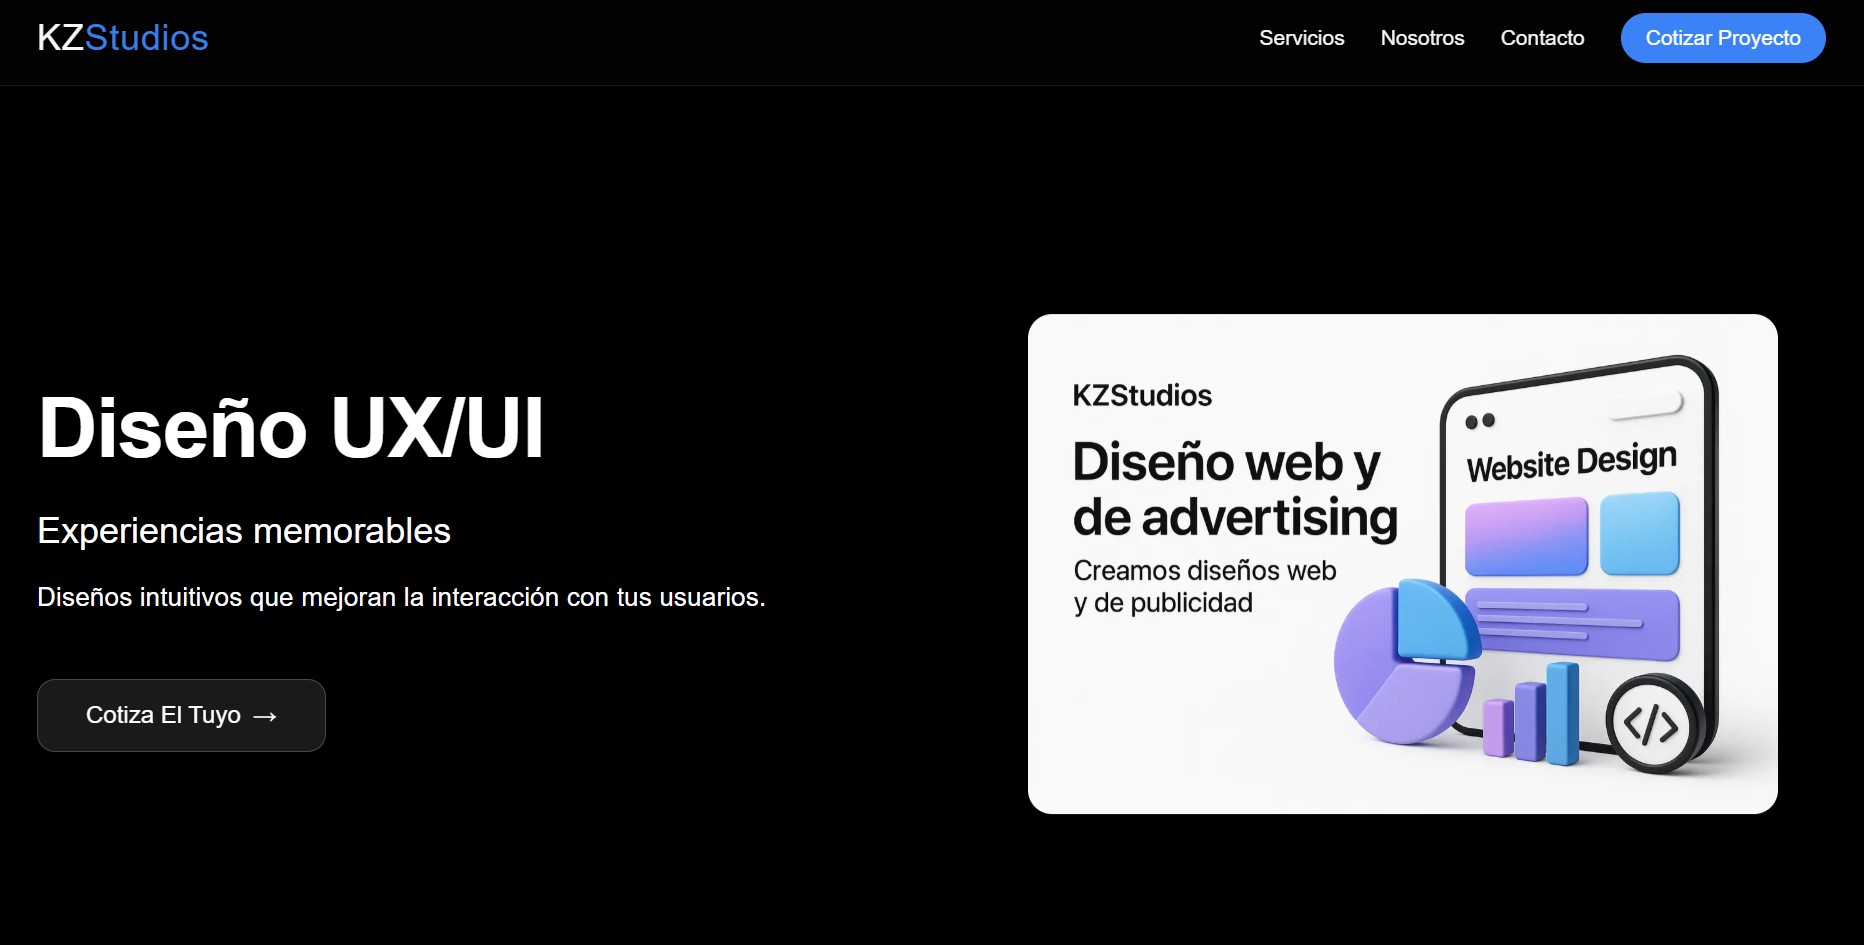 KZStudios
Servicios
Nosotros
Contacto
Cotizar Proyecto
Diseño UX/UI
Experiencias memorables
Diseños intuitivos que mejoran la interacción con tus usuarios.
Cotiza El Tuyo →
KZStudios
Diseño web y
de advertising
Creamos diseños web
y de publicidad
Website Design
</>